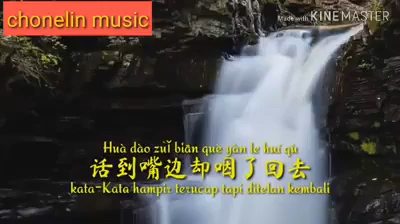 chonelin music
Made with KINEMASTER
Huà dào zuǐ biān què yàn le huí qù
话到嘴边却咽了回去
kata-Kata hampir terucap tapi ditelan kembali